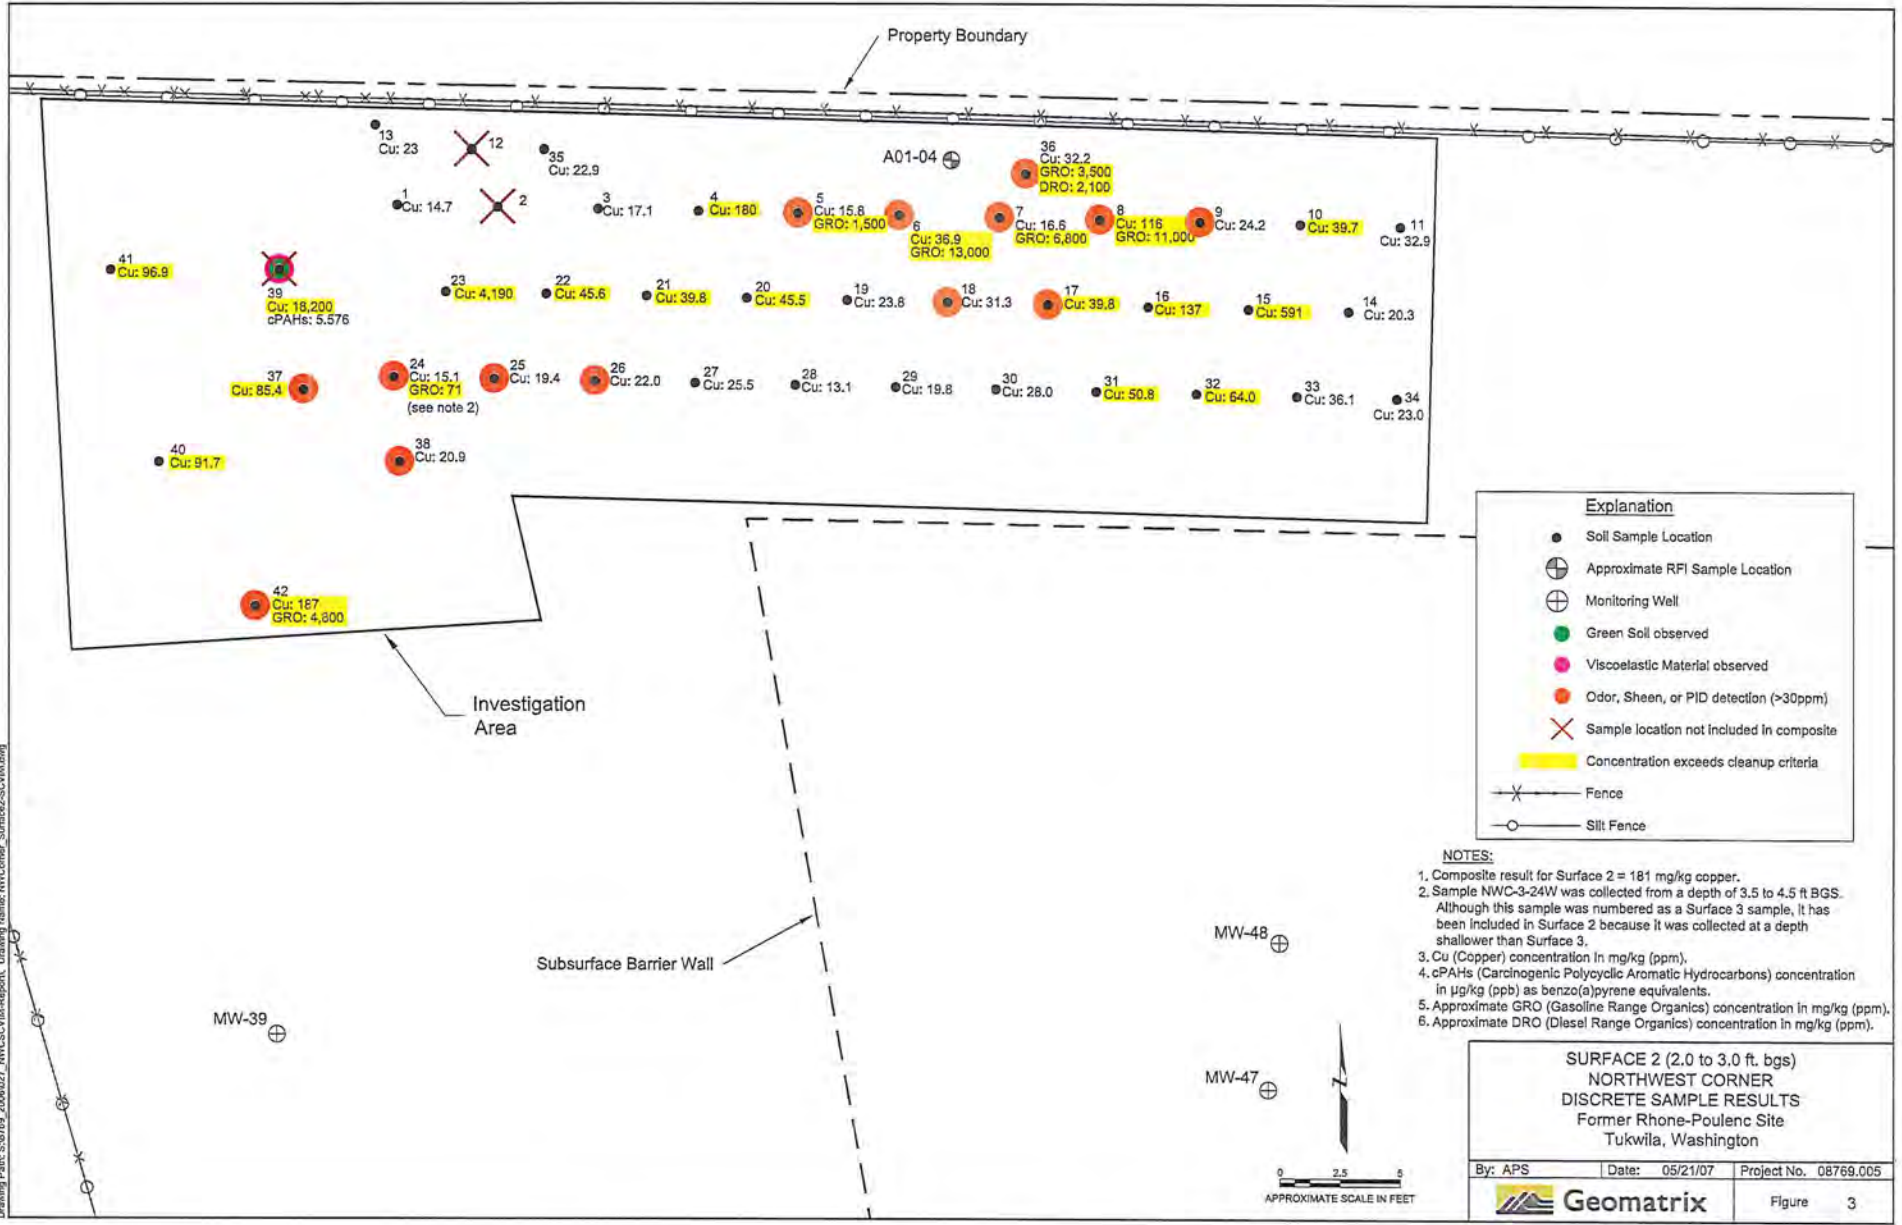 Property Boundary
13
Cu: 23
12
35
Cu: 22.9
A01-04
36
Cu: 32.2
GRO: 3,500
DRO: 2,100
1
Cu: 14.7
2
3
Cu: 17.1
4
Cu: 180
5
Cu: 15.8
GRO: 1,500
6
Cu: 36.9
GRO: 13,000
7
Cu: 16.6
GRO: 6,800
8
Cu: 116
GRO: 11,000
9
Cu: 24.2
10
Cu: 39.7
11
Cu: 32.9
41
Cu: 96.9
39
Cu: 18,200
cPAHs: 5.576
23
Cu: 4,190
22
Cu: 45.6
21
Cu: 39.8
20
Cu: 45.5
19
Cu: 23.8
18
Cu: 31.3
17
Cu: 39.8
16
Cu: 137
15
Cu: 591
14
Cu: 20.3
37
Cu: 85.4
24
Cu: 15.1
GRO: 71
(see note 2)
25
Cu: 19.4
26
Cu: 22.0
27
Cu: 25.5
28
Cu: 13.1
29
Cu: 19.8
30
Cu: 28.0
31
Cu: 50.8
32
Cu: 64.0
33
Cu: 36.1
34
Cu: 23.0
40
Cu: 91.7
38
Cu: 20.9
42
Cu: 187
GRO: 4,800
Investigation
Area
Subsurface Barrier Wall
MW-39
MW-48
MW-47
Explanation
Soil Sample Location
Approximate RFI Sample Location
Monitoring Well
Green Soil observed
Viscoelastic Material observed
Odor, Sheen, or PID detection (>30ppm)
Sample location not included in composite
Concentration exceeds cleanup criteria
Fence
Silt Fence
NOTES:
1. Composite result for Surface 2 = 181 mg/kg copper.
2. Sample NWC-3-24W was collected from a depth of 3.5 to 4.5 ft BGS.
Although this sample was numbered as a Surface 3 sample, it has
been included in Surface 2 because it was collected at a depth
shallower than Surface 3.
3. Cu (Copper) concentration in mg/kg (ppm).
4. cPAHs (Carcinogenic Polycyclic Aromatic Hydrocarbons) concentration
in µg/kg (ppb) as benzo(a)pyrene equivalents.
5. Approximate GRO (Gasoline Range Organics) concentration in mg/kg (ppm).
6. Approximate DRO (Diesel Range Organics) concentration in mg/kg (ppm).
Z
0 2.5 5
APPROXIMATE SCALE IN FEET
SURFACE 2 (2.0 to 3.0 ft. bgs)
NORTHWEST CORNER
DISCRETE SAMPLE RESULTS
Former Rhone-Poulenc Site
Tukwila, Washington
By: APS Date: 05/21/07 Project No. 08769.005
Geomatrix Figure 3